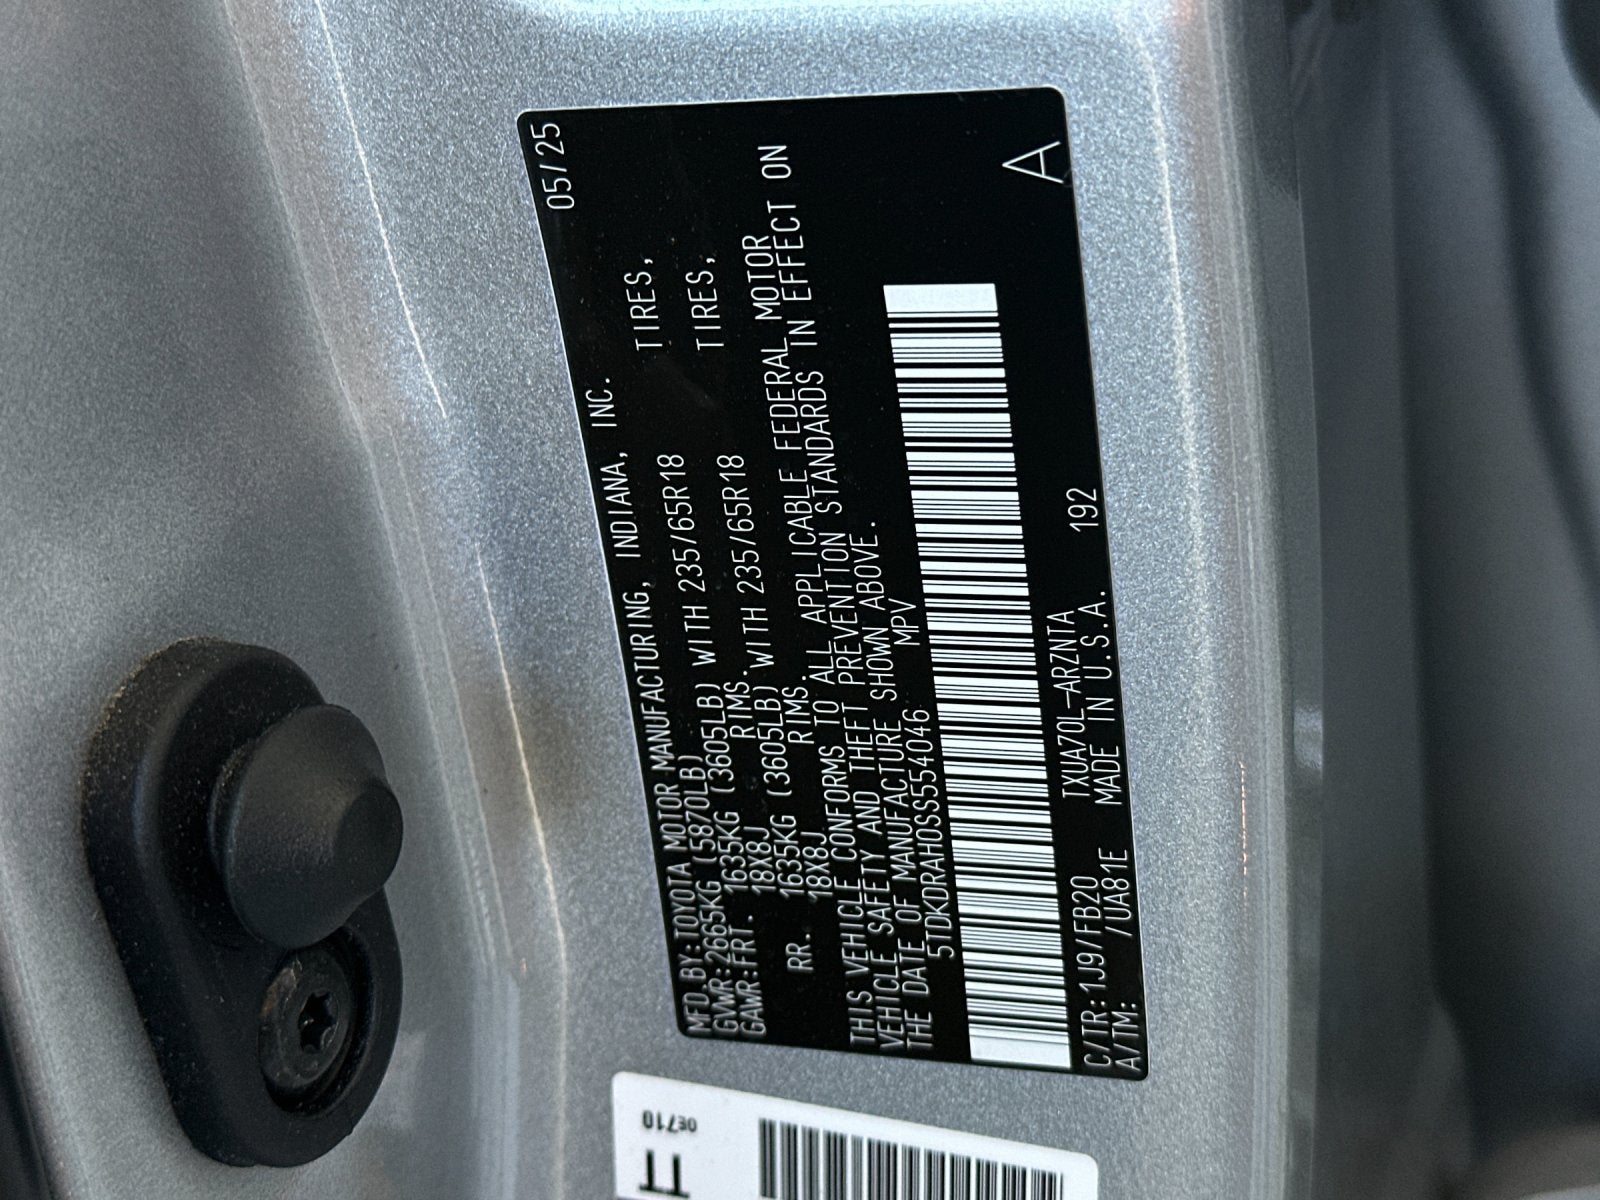 MFD.BY:TOYOTA MOTOR MANUFACTURING, INDIANA, INC. 05/25
GVWR:2665KG (5870LB)
GAWR:FRT. 1635KG (3605LB) WITH 235/65R18 TIRES,
18X8J RIMS.
RR. 1635KG (3605LB) WITH 235/65R18 TIRES,
18X8J RIMS.
THIS VEHICLE CONFORMS TO ALL APPLICABLE FEDERAL MOTOR
VEHICLE SAFETY AND THEFT PREVENTION STANDARDS IN EFFECT ON
THE DATE OF MANUFACTURE SHOWN ABOVE.
5TDKDRAH0SS554046 MPV
A
C/TR:1J9/FB20 TXUA70L-ARZNTA 192
A/TM: /UA81E MADE IN U.S.A.
0E710